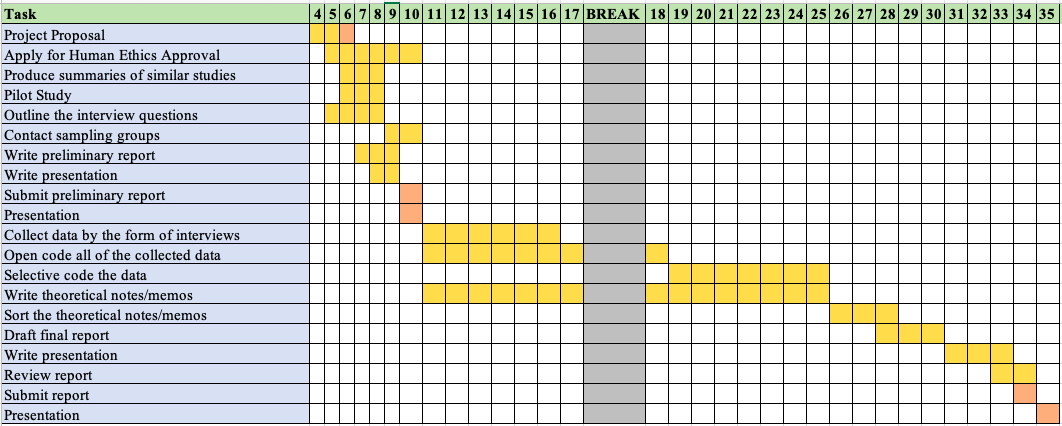 Task 4 5 6 7 8 9 10 11 12 13 14 15 16 17 BREAK 18 19 20 21 22 23 24 25 26 27 28 29 30 31 32 33 34 35
Project Proposal
Apply for Human Ethics Approval
Produce summaries of similar studies
Pilot Study
Outline the interview questions
Contact sampling groups
Write preliminary report
Write presentation
Submit preliminary report
Presentation
Collect data by the form of interviews
Open code all of the collected data
Selective code the data
Write theoretical notes/memos
Sort the theoretical notes/memos
Draft final report
Write presentation
Review report
Submit report
Presentation